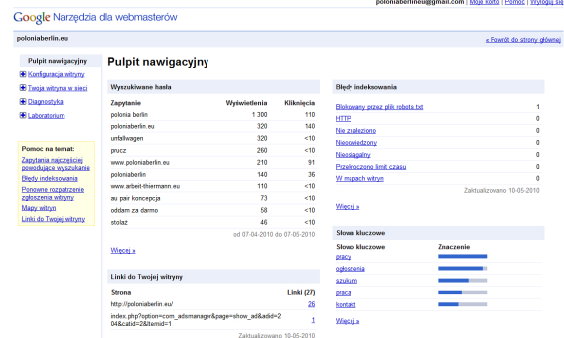 poloniaberlineu@gmail.com | Moje konto | Pomoc | Wyloguj się
Google Narzędzia dla webmasterów
poloniaberlin.eu
« Powrót do strony głównej
Pulpit nawigacyjny
Konfiguracja witryny
Twoja witryna w sieci
Diagnostyka
Laboratorium
Pomoc na temat:
Zapytania najczęściej
powodujące wyszukanie
Błędy indeksowania
Ponowne rozpatrzenie
zgłoszenia witryny
Mapy witryn
Linki do Twojej witryny
Pulpit nawigacyjny
Wyszukiwane hasła
Zapytanie Wyświetlenia Kliknięcia
polonia berlin 1 300 110
poloniaberlin.eu 320 140
unfallwagen 320 <10
prucz 260 <10
www.poloniaberlin.eu 210 91
poloniaberlin 140 36
www.arbeit-thiermann.eu 110 <10
au pair koncepcja 73 <10
oddam za darmo 58 <10
stolaż 46 <10
od 07-04-2010 do 07-05-2010
Więcej »
Linki do Twojej witryny
Strona Linki (27)
http://poloniaberlin.eu/ 26
index.php?option=com_adsmanager&page=show_ad&adid=2
04&catid=2&Itemid=1 1
Zaktualizowano 10-05-2010
Błędy indeksowania
Blokowany przez plik robots.txt 1
HTTP 0
Nie znaleziono 0
Niepowiedziony 0
Nieosiągalny 0
Przekroczono limit czasu 0
W mapach witryn 0
Zaktualizowano 10-05-2010
Więcej »
Słowa kluczowe
Słowo kluczowe Znaczenie
pracy
ogłoszenia
szukum
praca
kontakt
Więcej »